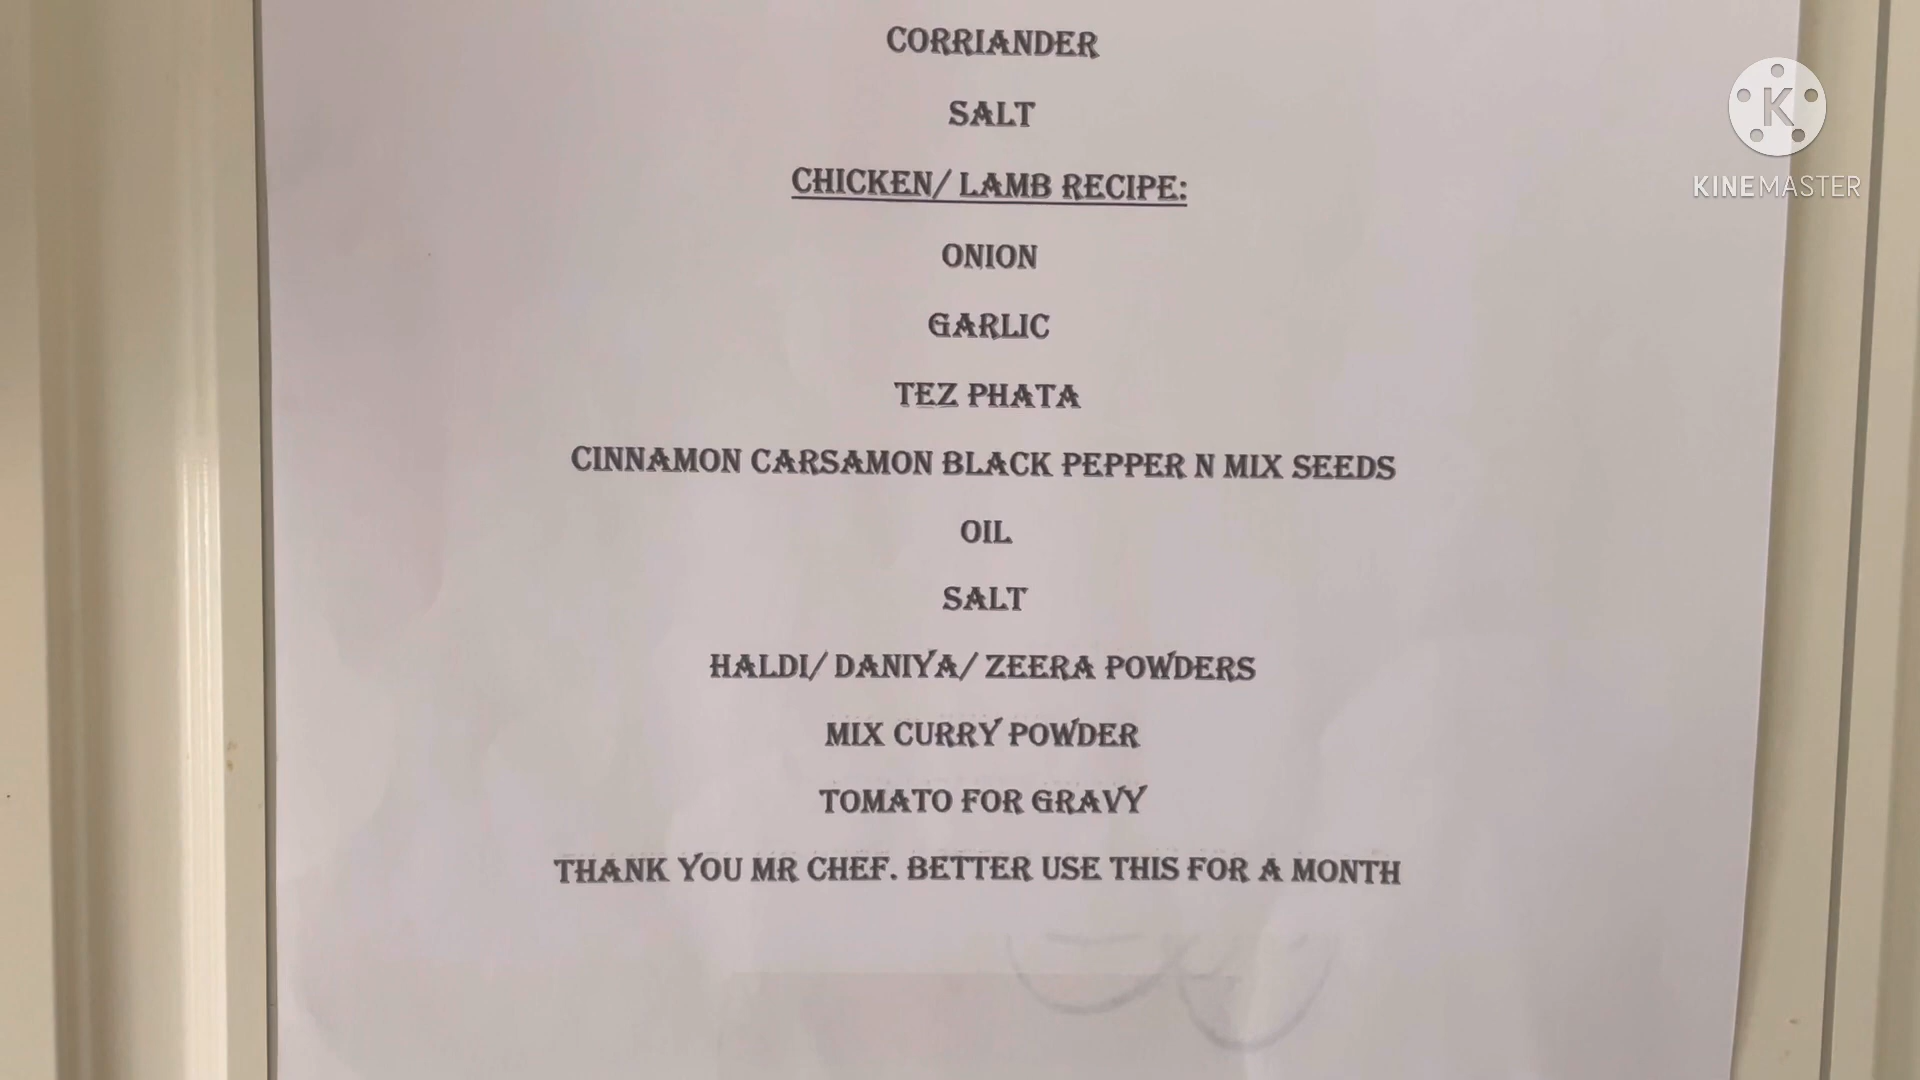 CORRIANDER
SALT
CHICKEN/ LAMB RECIPE:
ONION
GARLIC
TEZ PHATA
CINNAMON CARSAMON BLACK PEPPER N MIX SEEDS
OIL
SALT
HALDI/ DANIYA/ ZEERA POWDERS
MIX CURRY POWDER
TOMATO FOR GRAVY
THANK YOU MR CHEF. BETTER USE THIS FOR A MONTH
K
KINEMASTER